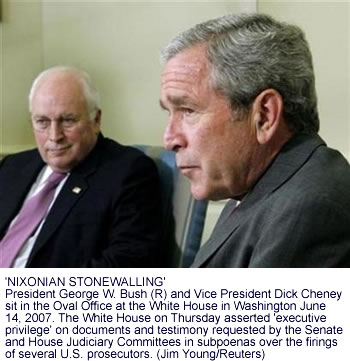 'NIXONIAN STONEWALLING'
President George W. Bush (R) and Vice President Dick Cheney
sit in the Oval Office at the White House in Washington June
14, 2007. The White House on Thursday asserted 'executive
privilege' on documents and testimony requested by the Senate
and House Judiciary Committees in subpoenas over the firings
of several U.S. prosecutors. (Jim Young/Reuters)